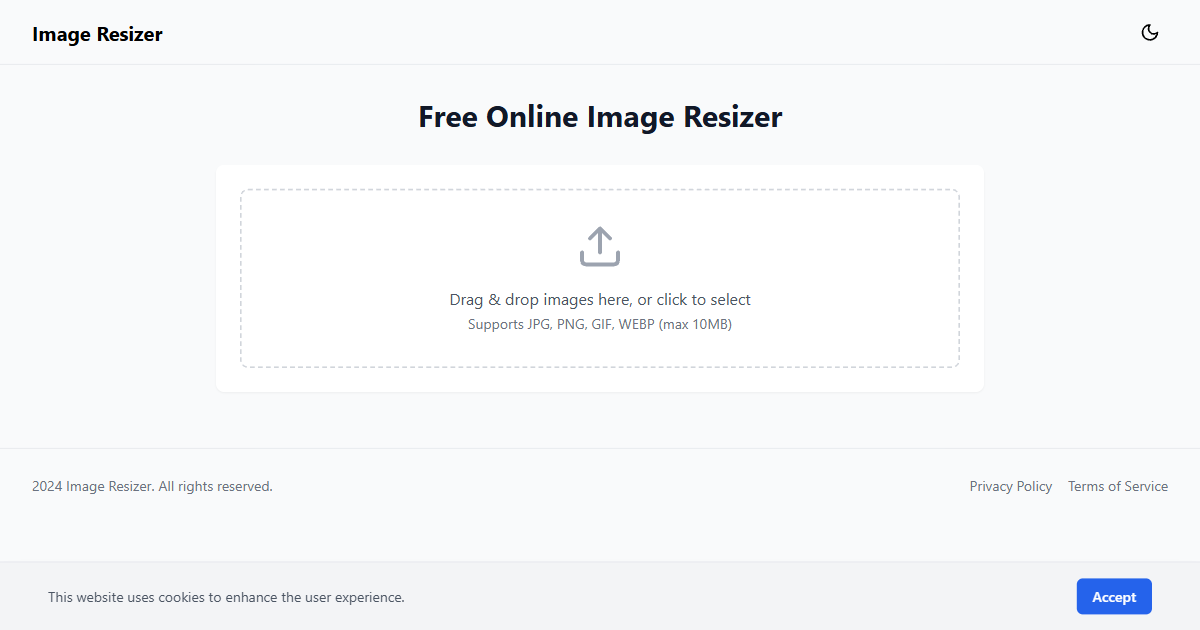 Image Resizer
Free Online Image Resizer
Drag & drop images here, or click to select
Supports JPG, PNG, GIF, WEBP (max 10MB)
2024 Image Resizer. All rights reserved.
Privacy Policy
Terms of Service
This website uses cookies to enhance the user experience.
Accept